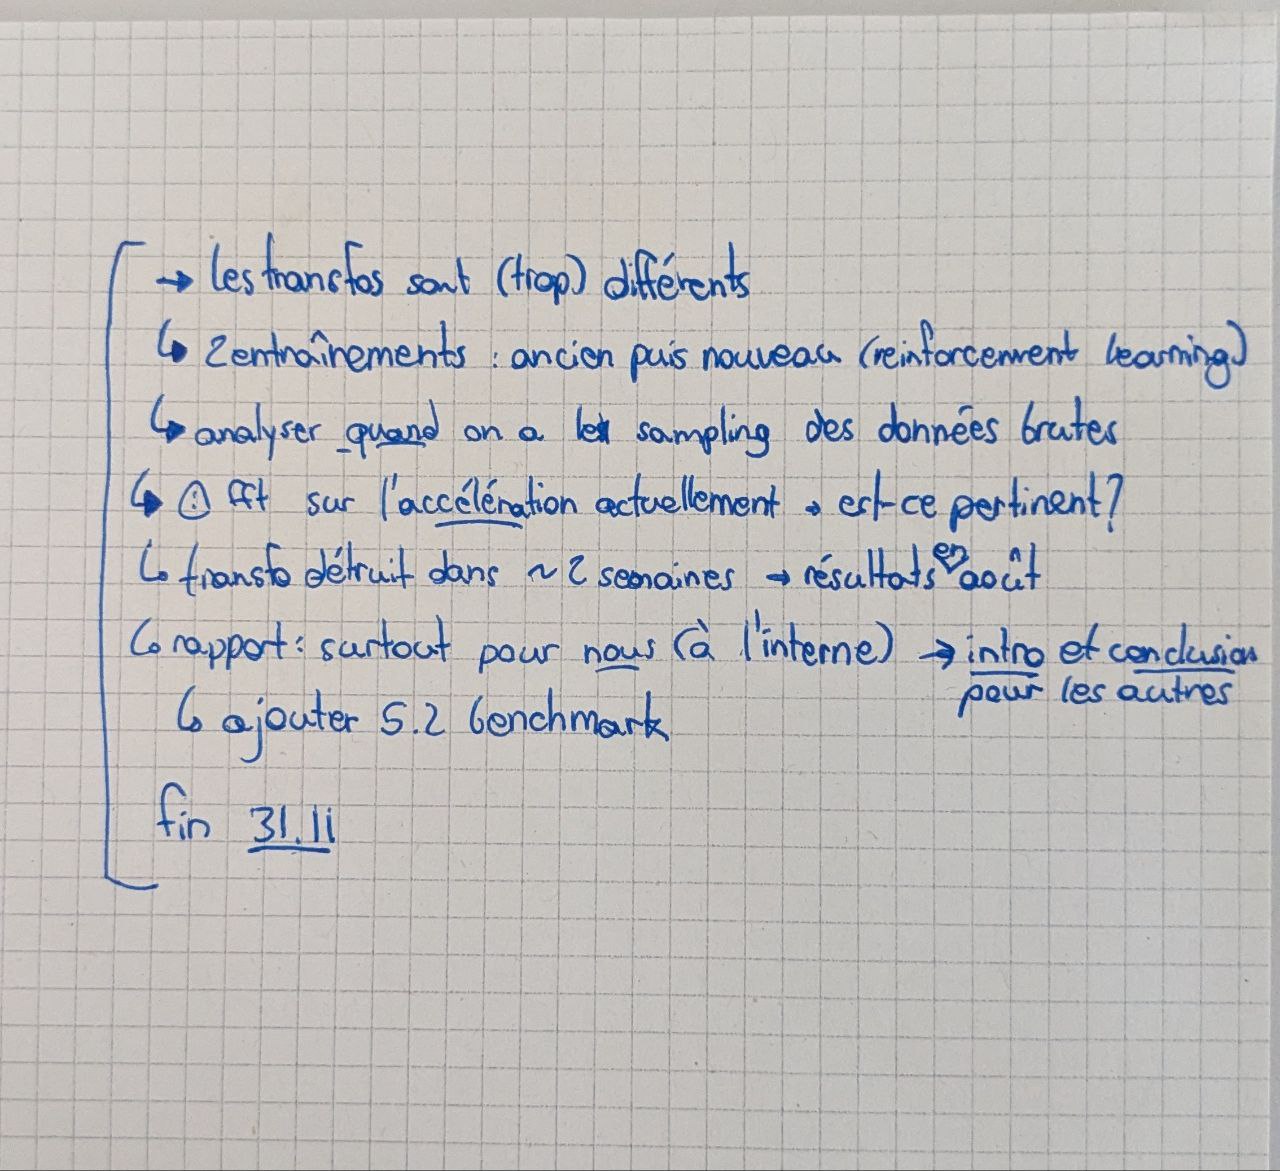 → les transfos sont (trop) différents
↳ 2 entraînements : ancien puis nouveau (reinforcement learning)
↳ analyser quand on a le sampling des données brutes
↳ ! fft sur l'accélération actuellement → est-ce pertinent ?
↳ transfo détruit dans ~ 2 semaines → résultats en août
↳ rapport : surtout pour nous (à l'interne) → intro et conclusion
pour les autres
↳ ajouter 5.2 benchmark
fin 31.11